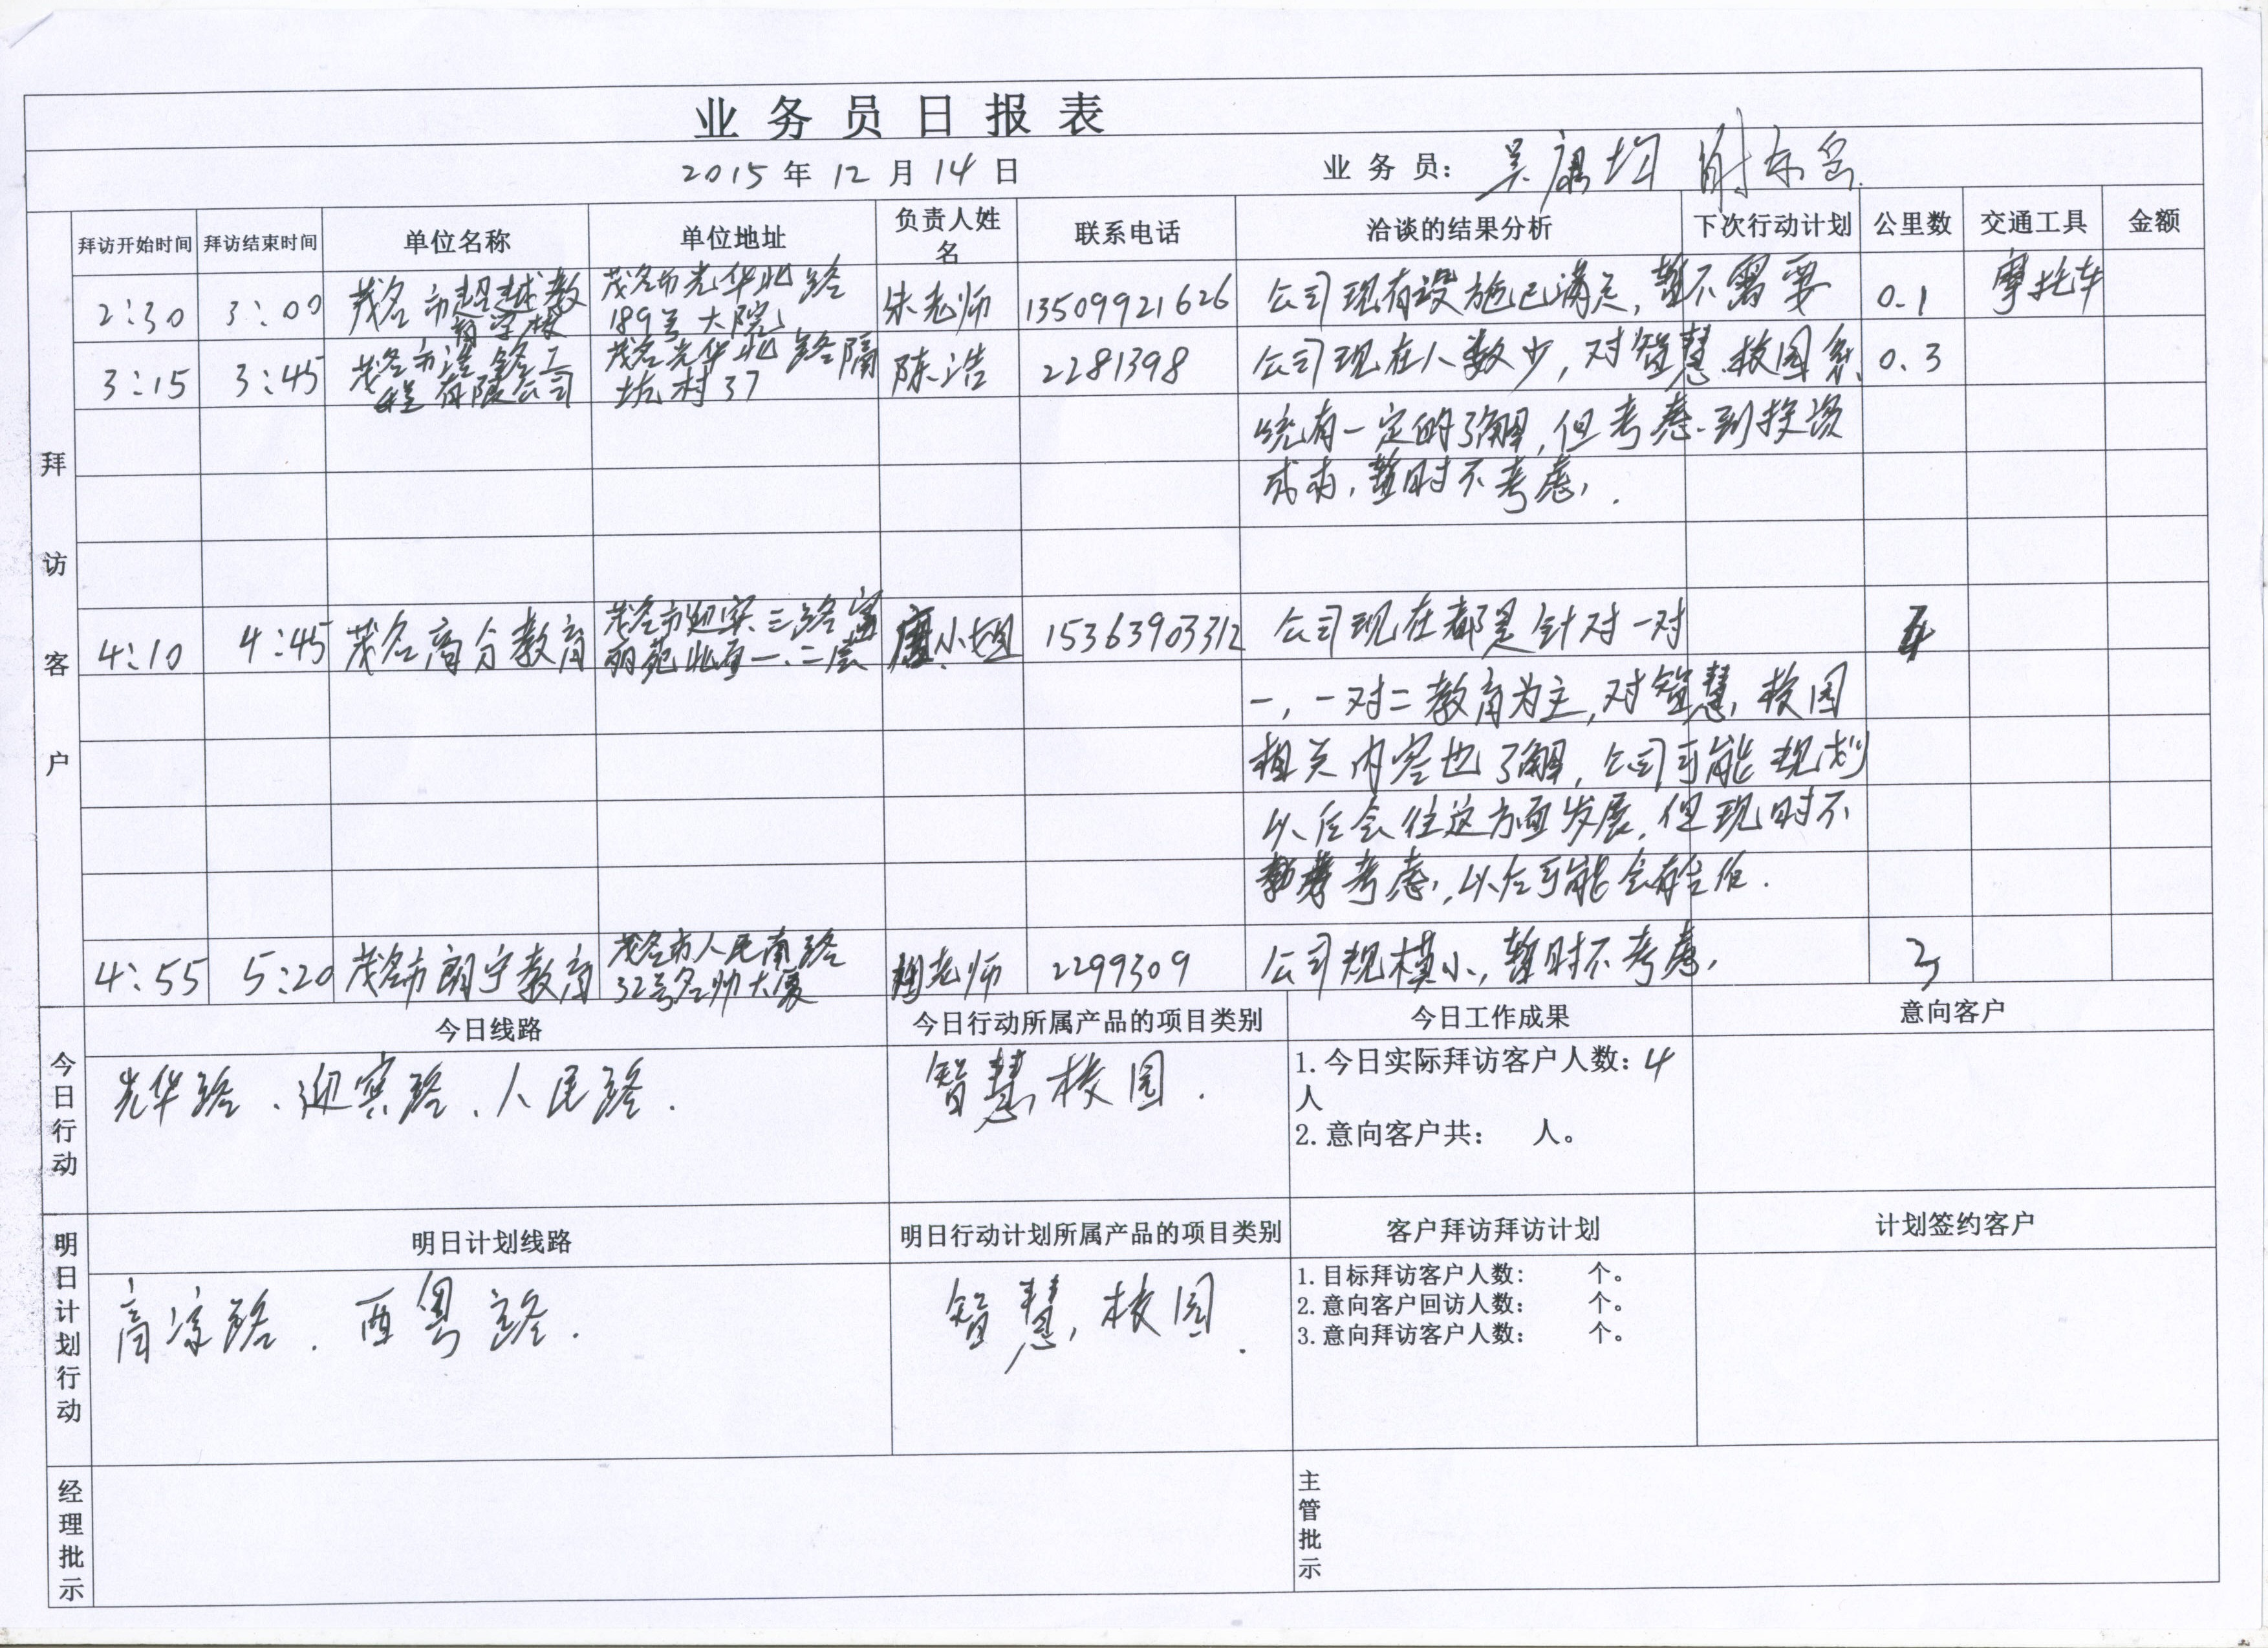 业务员日报表
2015年12月14日 业务员：吴
拜访客户
拜访开始时间 拜访结束时间 单位名称 单位地址 负责人姓名 联系电话 洽谈的结果分析 下次行动计划 公里数 交通工具 金额
2:30 3:00 茂名市超越教育学校 茂名市光华北路189号大院 朱老师 13509921626 公司现有设施已满足,暂不需要 0.1 摩托车
3:15 3:45 茂名市浩铭工程有限公司 茂名光华北路隔坑村37 陈浩 2281398 公司现在人数少,对智慧校园系 0.3
统有一定的了解,但考虑到投资
成本,暂时不考虑.
4:10 4:45 茂名高分教育 茂名市迎宾三路 丽苑北 一、二层 小姐 15363903312 公司现在都是针对一对
一,一对二教育为主,对智慧校园
相关内容也了解,公司可能规划
以后会往这方面发展,但现时不
考虑,以后可能会有合作.
4:55 5:20 茂名市朗宁教育 茂名市人民南路32号名帅大厦 老师 2299309 公司规模小,暂时不考虑, 3
今日行动
今日线路 今日行动所属产品的项目类别 今日工作成果 意向客户
光华路、迎宾路、人民路. 智慧校园.
1.今日实际拜访客户人数：4
人
2.意向客户共： 人。
明日计划行动
明日计划线路 明日行动计划所属产品的项目类别 客户拜访拜访计划 计划签约客户
高凉路.西粤路. 智慧校园.
1.目标拜访客户人数： 个。
2.意向客户回访人数： 个。
3.意向拜访客户人数： 个。
经理批示
主管批示